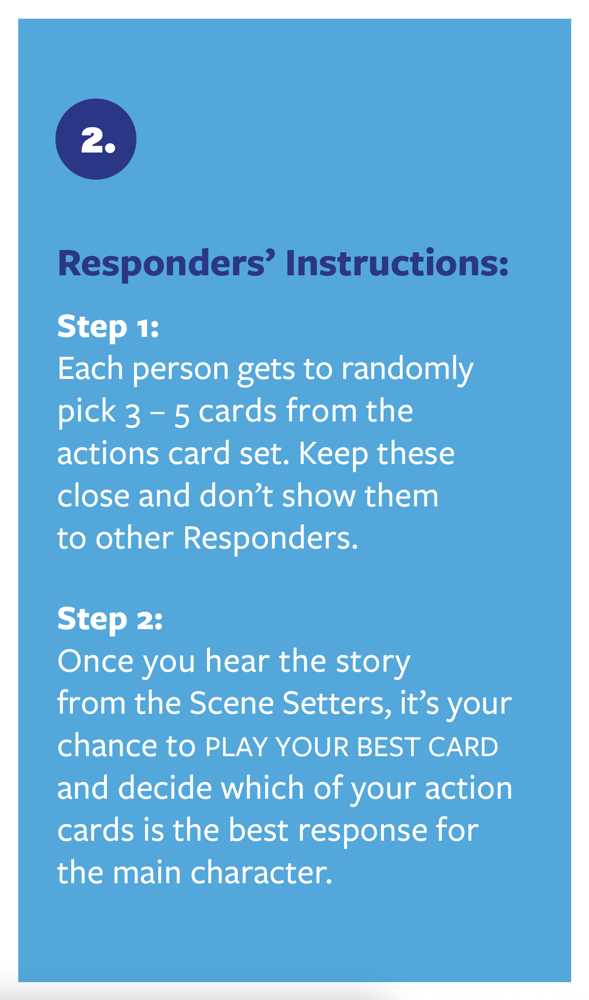 2.
Responders’ Instructions:
Step 1:
Each person gets to randomly
pick 3 – 5 cards from the
actions card set. Keep these
close and don’t show them
to other Responders.
Step 2:
Once you hear the story
from the Scene Setters, it’s your
chance to PLAY YOUR BEST CARD
and decide which of your action
cards is the best response for
the main character.